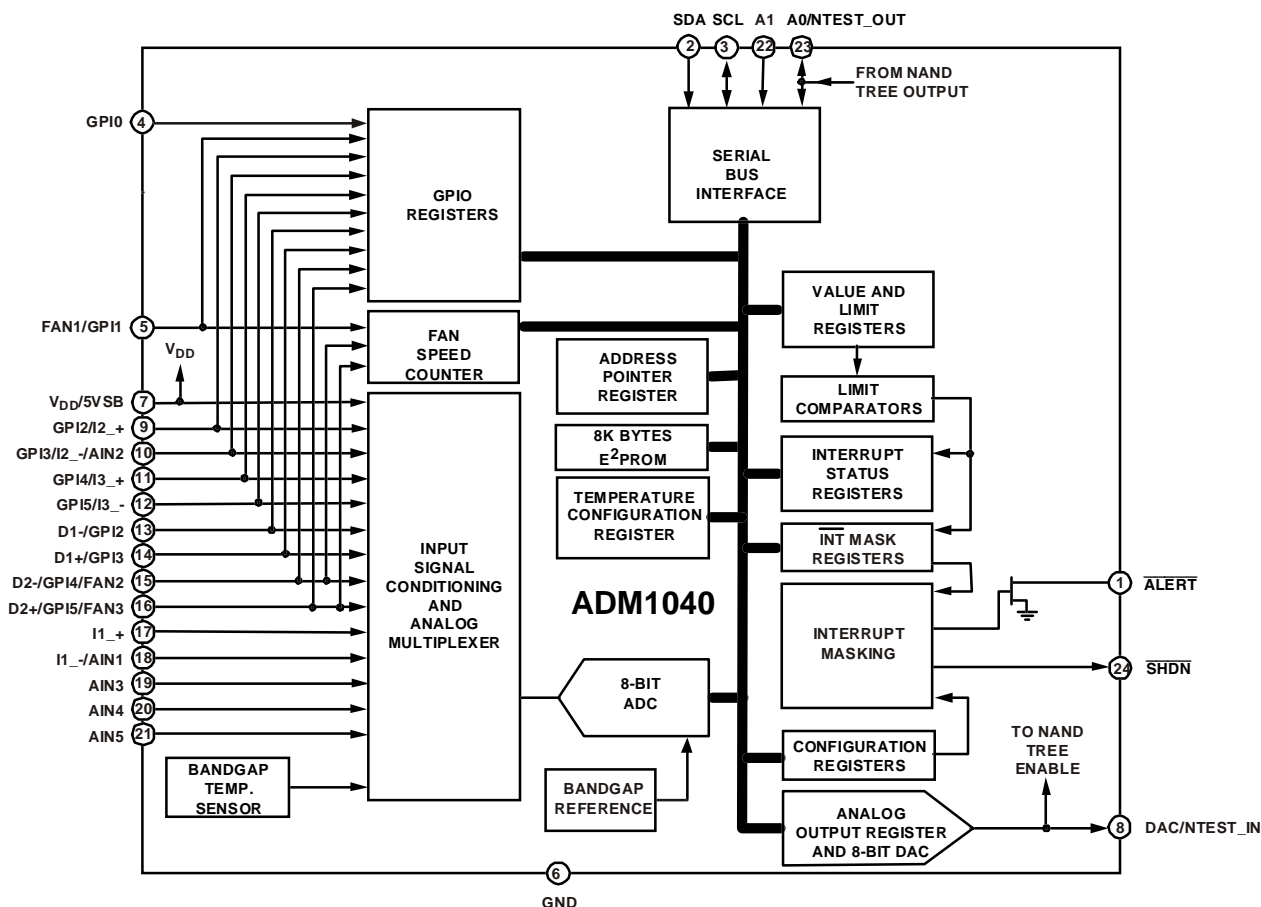 SDA SCL A1 A0/NTEST_OUT
2 3 22 23
FROM NAND
TREE OUTPUT
GPI0 4
GPIO
REGISTERS
SERIAL
BUS
INTERFACE
FAN1/GPI1 5
VDD
FAN
SPEED
COUNTER
VALUE AND
LIMIT
REGISTERS
ADDRESS
POINTER
REGISTER
LIMIT
COMPARATORS
8K BYTES
E2PROM
INTERRUPT
STATUS
REGISTERS
TEMPERATURE
CONFIGURATION
REGISTER
INT MASK
REGISTERS
VDD/5VSB 7
GPI2/I2_+ 9
GPI3/I2_-/AIN2 10
GPI4/I3_+ 11
GPI5/I3_- 12
D1-/GPI2 13
D1+/GPI3 14
D2-/GPI4/FAN2 15
D2+/GPI5/FAN3 16
I1_+ 17
I1_-/AIN1 18
AIN3 19
AIN4 20
AIN5 21
INPUT
SIGNAL
CONDITIONING
AND
ANALOG
MULTIPLEXER
ADM1040
INTERRUPT
MASKING
1 ALERT
24 SHDN
8-BIT
ADC
BANDGAP
TEMP.
SENSOR
BANDGAP
REFERENCE
CONFIGURATION
REGISTERS
TO NAND
TREE
ENABLE
ANALOG
OUTPUT REGISTER
AND 8-BIT DAC
8 DAC/NTEST_IN
6
GND